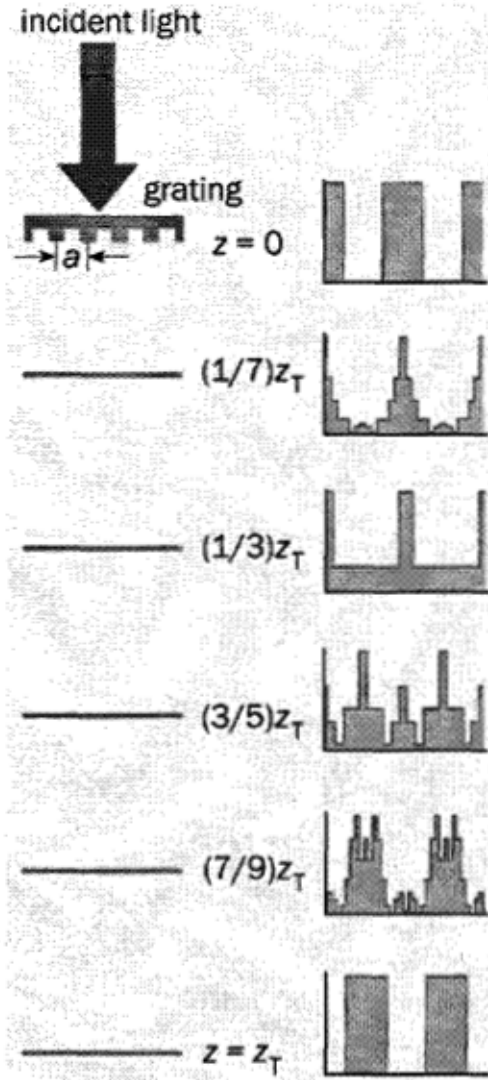 incident light
grating
a
z = 0
(1/7)z_T
(1/3)z_T
(3/5)z_T
(7/9)z_T
z = z_T